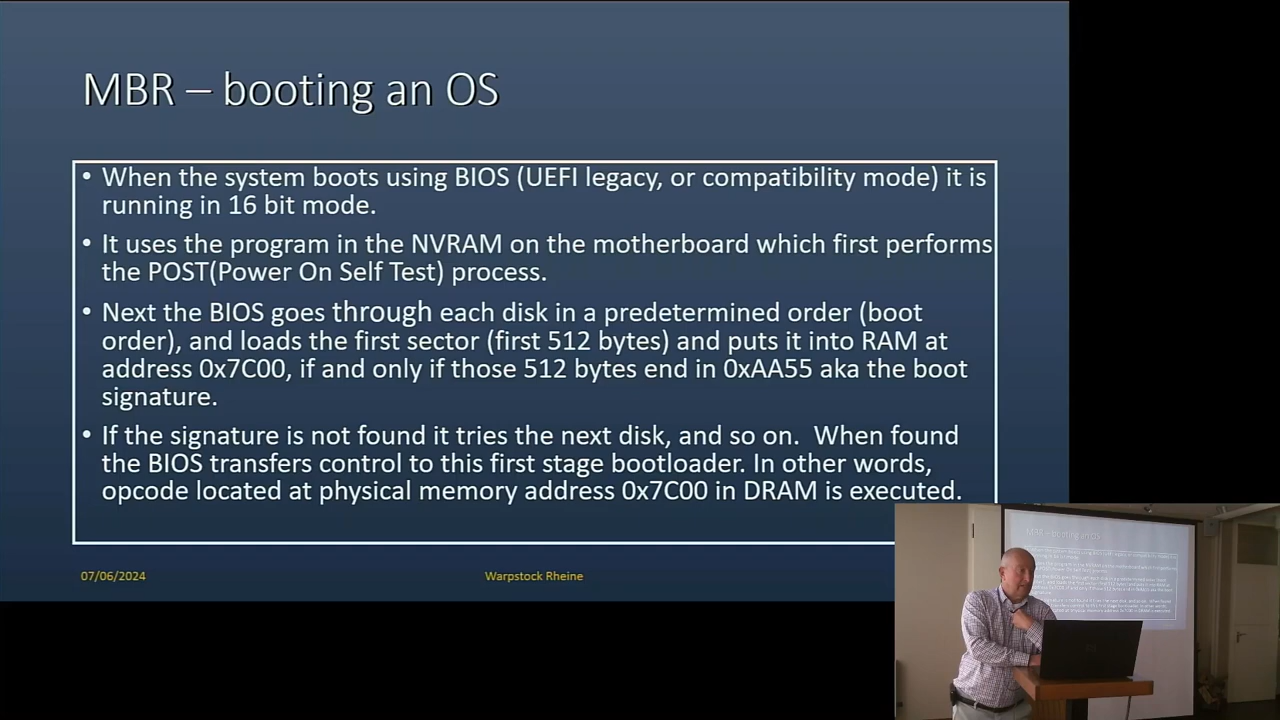 MBR – booting an OS
• When the system boots using BIOS (UEFI legacy, or compatibility mode) it is
running in 16 bit mode.
• It uses the program in the NVRAM on the motherboard which first performs
the POST(Power On Self Test) process.
• Next the BIOS goes through each disk in a predetermined order (boot
order), and loads the first sector (first 512 bytes) and puts it into RAM at
address 0x7C00, if and only if those 512 bytes end in 0xAA55 aka the boot
signature.
• If the signature is not found it tries the next disk, and so on.  When found
the BIOS transfers control to this first stage bootloader. In other words,
opcode located at physical memory address 0x7C00 in DRAM is executed.
07/06/2024
Warpstock Rheine
MBR – booting an OS